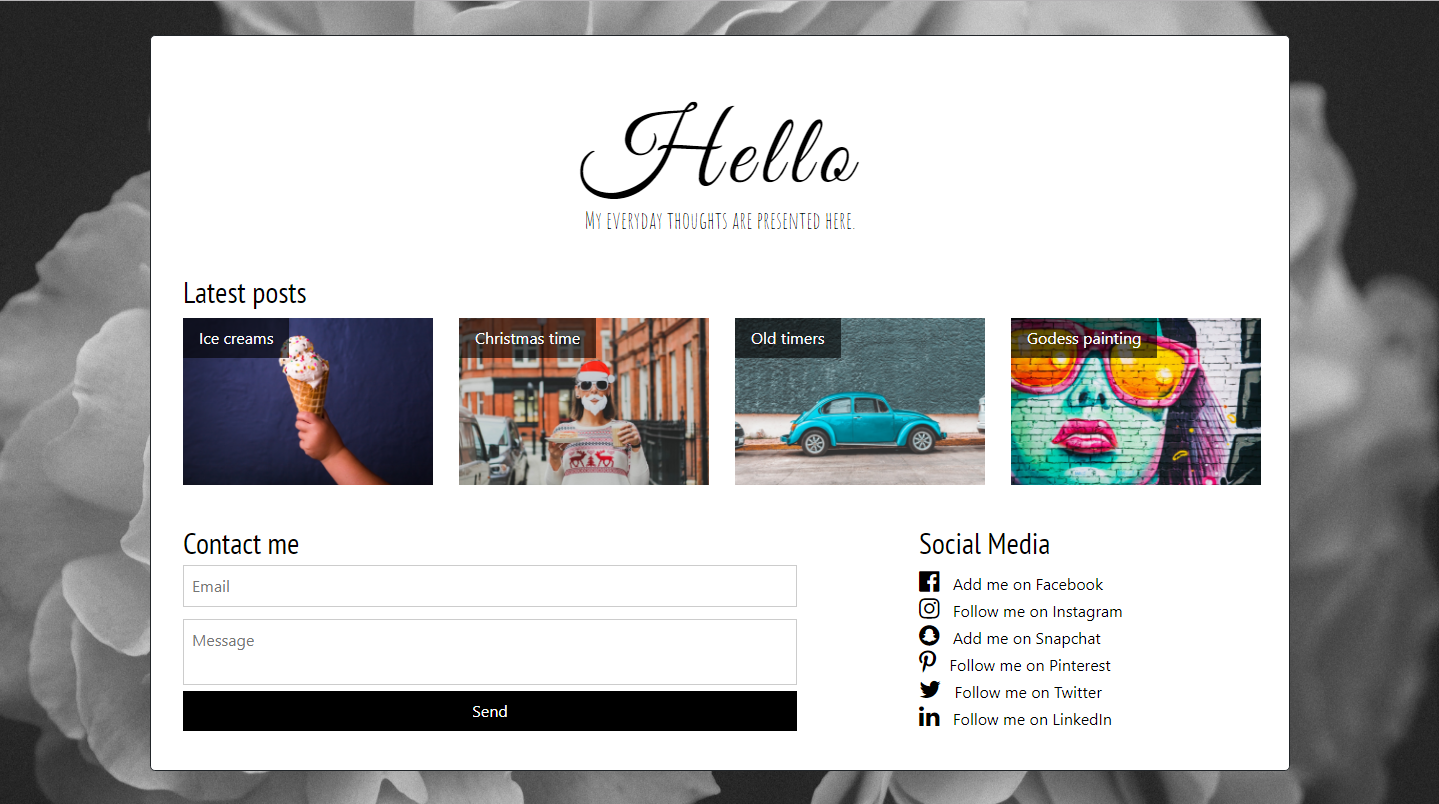 Hello
My everyday thoughts are presented here.
Latest posts
Ice creams
Christmas time
Old timers
Godess painting
Contact me
Email
Message
Send
Social Media
Add me on Facebook
Follow me on Instagram
Add me on Snapchat
Follow me on Pinterest
Follow me on Twitter
Follow me on LinkedIn